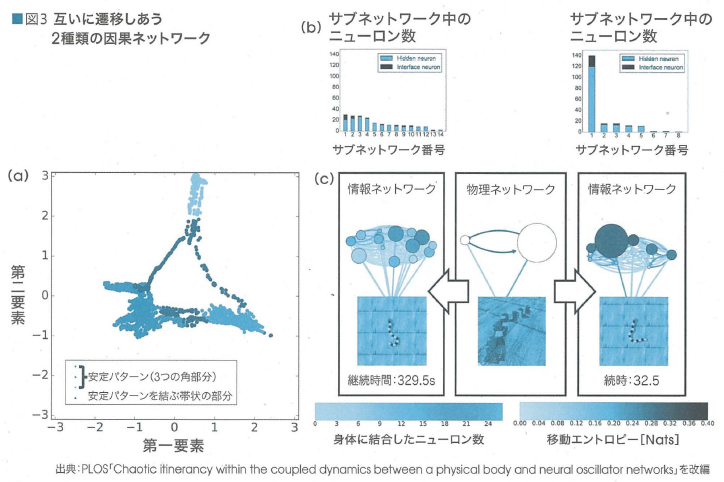 ■図3 互いに遷移しあう
2種類の因果ネットワーク
(b) サブネットワーク中の
ニューロン数
サブネットワーク中の
ニューロン数
140
120
100
80
60
40
20
0
Hidden neuron
Interface neuron
1 2 3 4 5 6 7 8 9 10 11 12 13 14
サブネットワーク番号
140
120
100
80
60
40
20
0
Hidden neuron
Interface neuron
1 2 3 4 5 6 7 8
サブネットワーク番号
(a)
3
2
1
0
−1
−2
−3
第二要素
安定パターン(3つの角部分)
安定パターンを結ぶ帯状の部分
−3 −2 −1 0 1 2 3
第一要素
(c)
情報ネットワーク
物理ネットワーク
情報ネットワーク
継続時間:329.5s
続時:32.5
0 4 8 12 16 20 24
身体に結合したニューロン数
0.00 0.04 0.08 0.12 0.16 0.20 0.24 0.28 0.32 0.36 0.40
移動エントロピー[Nats]
出典:PLOS「Chaotic itinerancy within the coupled dynamics between a physical body and neural oscillator networks」を改編